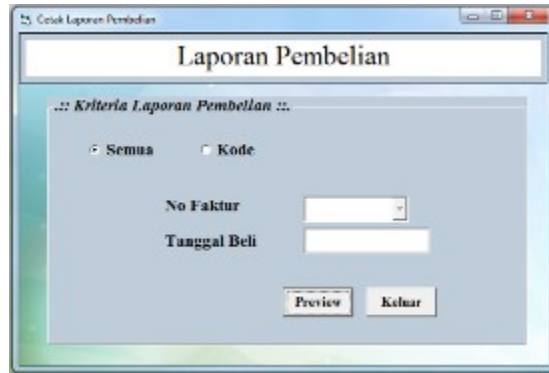 Cetak Laporan Pembelian
Laporan Pembelian
.:: Kriteria Laporan Pembelian ::.
Semua Kode
No Faktur
Tanggal Beli
Preview Keluar